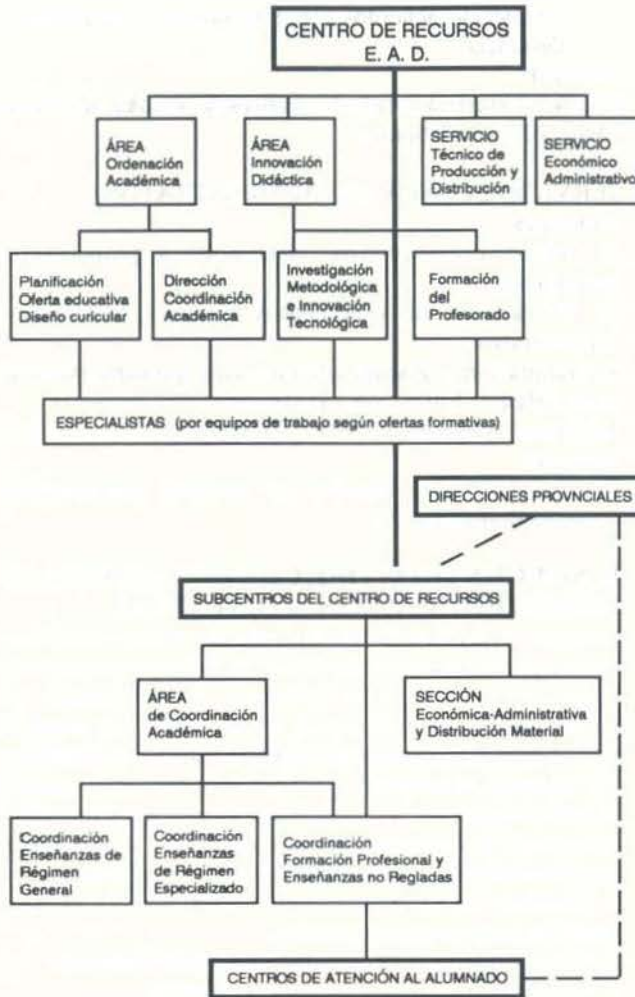 CENTRO DE RECURSOS
E. A. D.
ÁREA
Ordenación
Académica
ÁREA
Innovación
Didáctica
SERVICIO
Técnico de
Producción y
Distribución
SERVICIO
Económico
Administrativo
Planificación
Oferta educativa
Diseño curicular
Dirección
Coordinación
Académica
Investigación
Metodológica
e Innovación
Tecnológica
Formación
del
Profesorado
ESPECIALISTAS (por equipos de trabajo según ofertas formativas)
DIRECCIONES PROVNCIALES
SUBCENTROS DEL CENTRO DE RECURSOS
ÁREA
de Coordinación
Académica
SECCIÓN
Económica-Administrativa
y Distribución Material
Coordinación
Enseñanzas de
Régimen
General
Coordinación
Enseñanzas
de Régimen
Especializado
Coordinación
Formación Profesional y
Enseñanzas no Regladas
CENTROS DE ATENCIÓN AL ALUMNADO